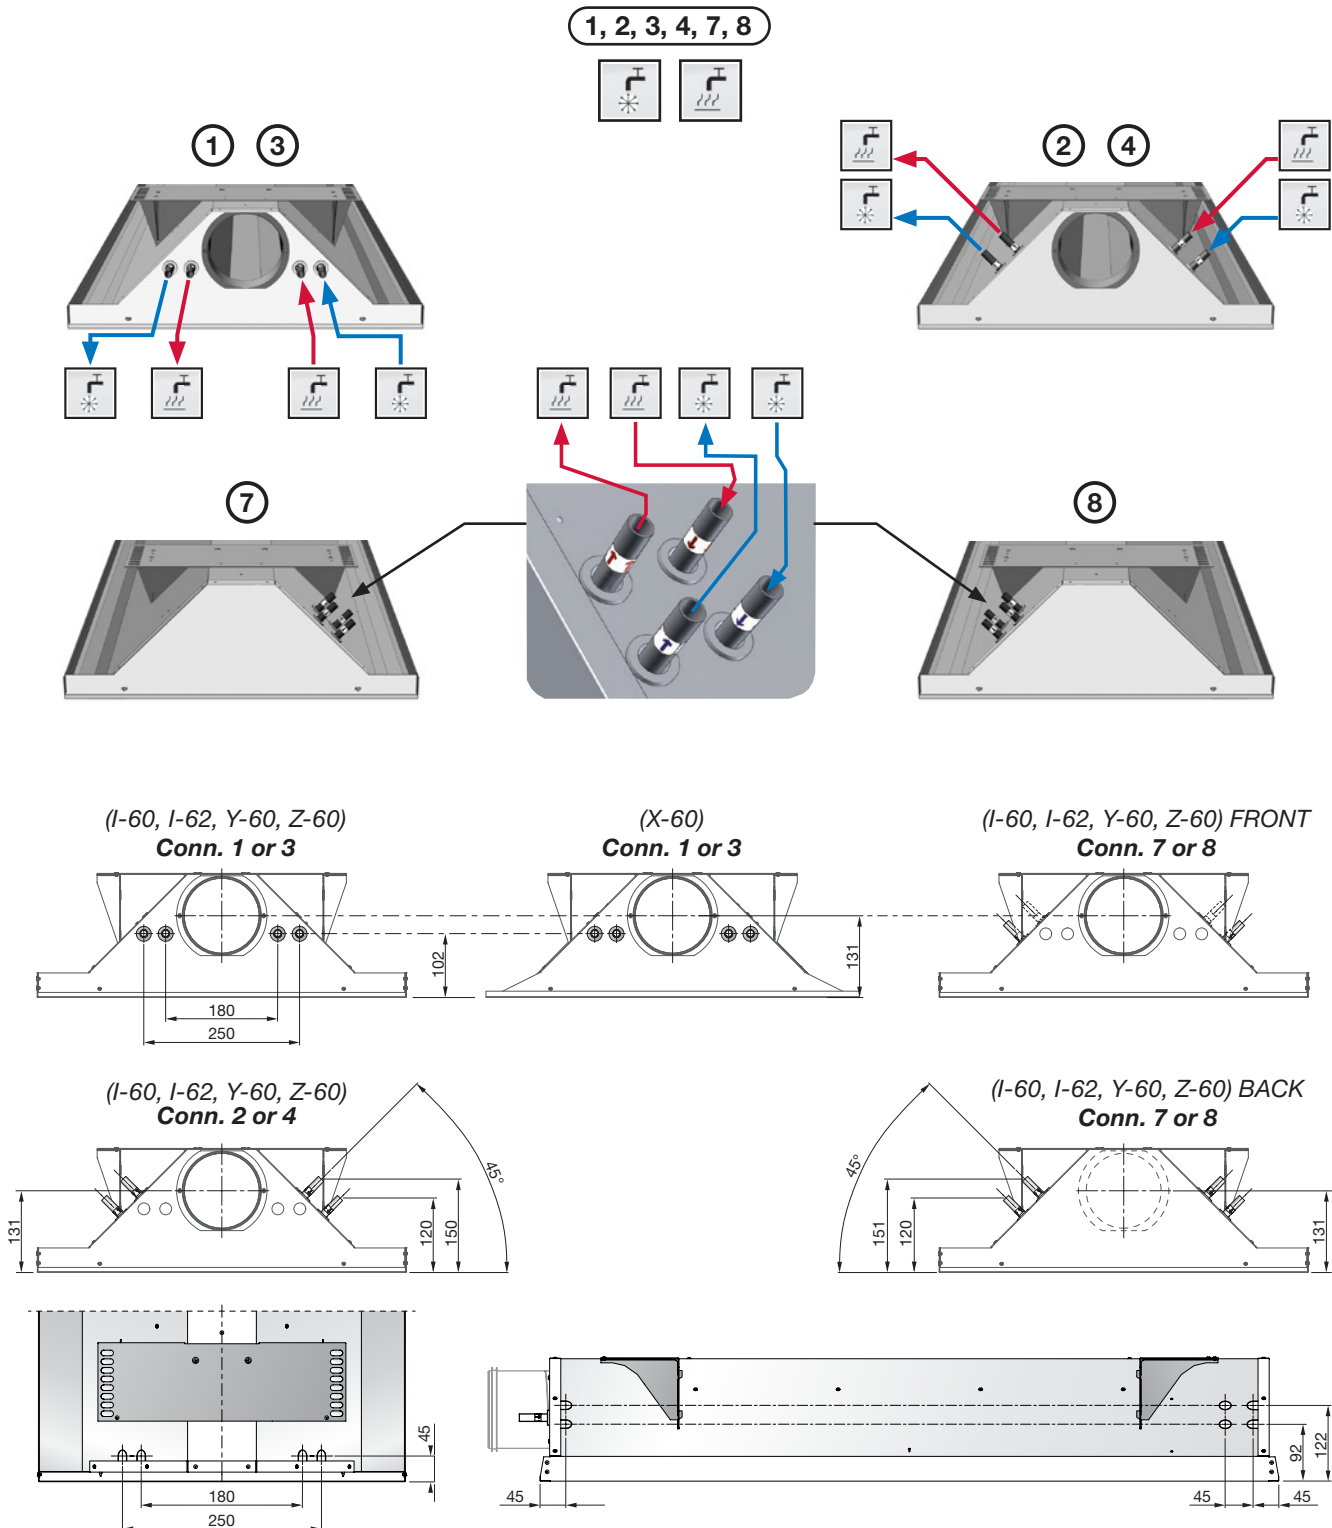 1, 2, 3, 4, 7, 8
1 3
2 4
7
8
(I-60, I-62, Y-60, Z-60)
Conn. 1 or 3
(X-60)
Conn. 1 or 3
(I-60, I-62, Y-60, Z-60) FRONT
Conn. 7 or 8
102
131
180
250
(I-60, I-62, Y-60, Z-60)
Conn. 2 or 4
(I-60, I-62, Y-60, Z-60) BACK
Conn. 7 or 8
45°
131
120
150
45°
151
120
131
45
180
250
45
92
122
45
45